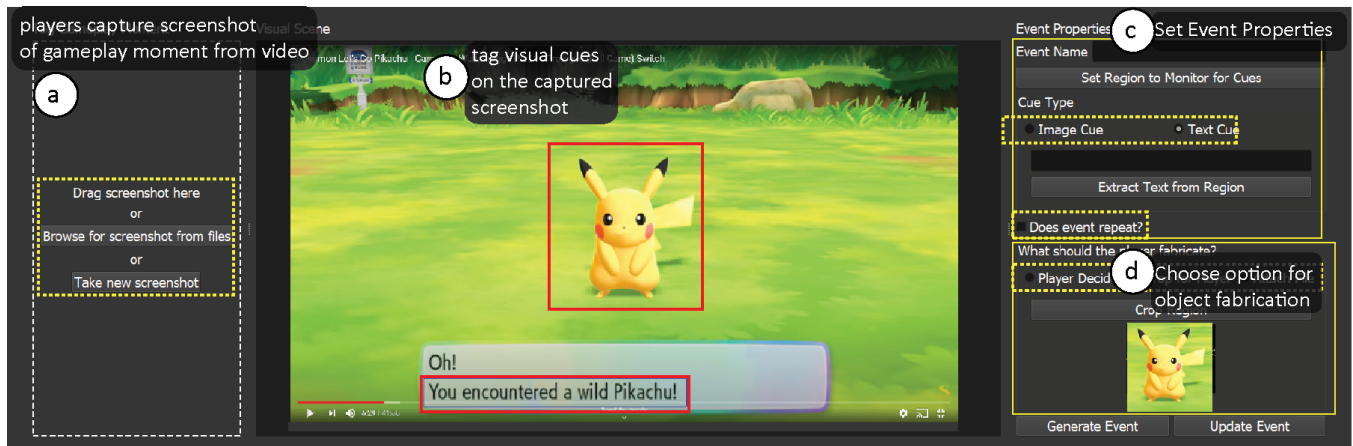 players capture screenshot
of gameplay moment from video
a
Drag screenshot here
or
Browse for screenshot from files
or
Take new screenshot
Visual Scene
Let's Go Pikachu
Switch
b
tag visual cues
on the captured
screenshot
Oh!
You encountered a wild Pikachu!
Event Properties
c
Set Event Properties
Event Name
Set Region to Monitor for Cues
Cue Type
Image Cue
Text Cue
Extract Text from Region
Does event repeat?
What should the player fabricate?
Player Decid
d
Choose option for
object fabrication
Crop Region
Generate Event
Update Event